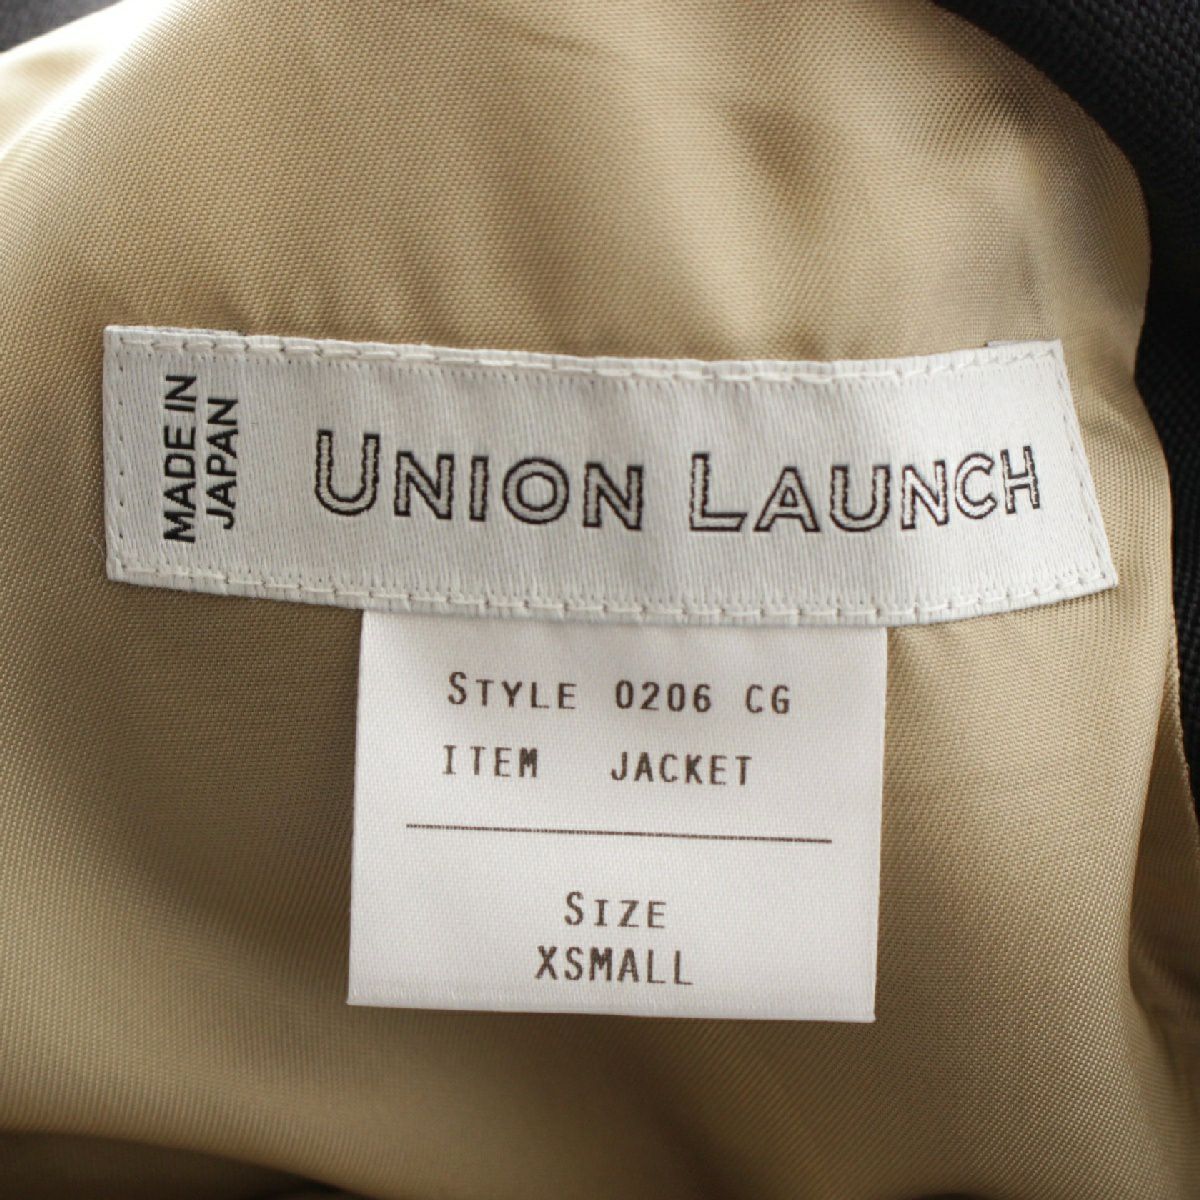 MADE IN
JAPAN
UNION LAUNCH
STYLE 0206 CG
ITEM JACKET
SIZE
XSMALL